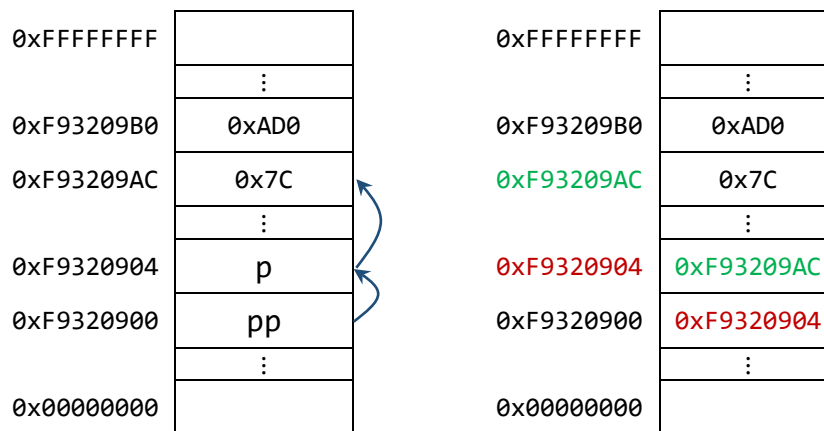 0xFFFFFFFF
⋮
0xF93209B0 0xAD0
0xF93209AC 0x7C
⋮
0xF9320904 p
0xF9320900 pp
⋮
0x00000000
0xFFFFFFFF
⋮
0xF93209B0 0xAD0
0xF93209AC 0x7C
⋮
0xF9320904 0xF93209AC
0xF9320900 0xF9320904
⋮
0x00000000